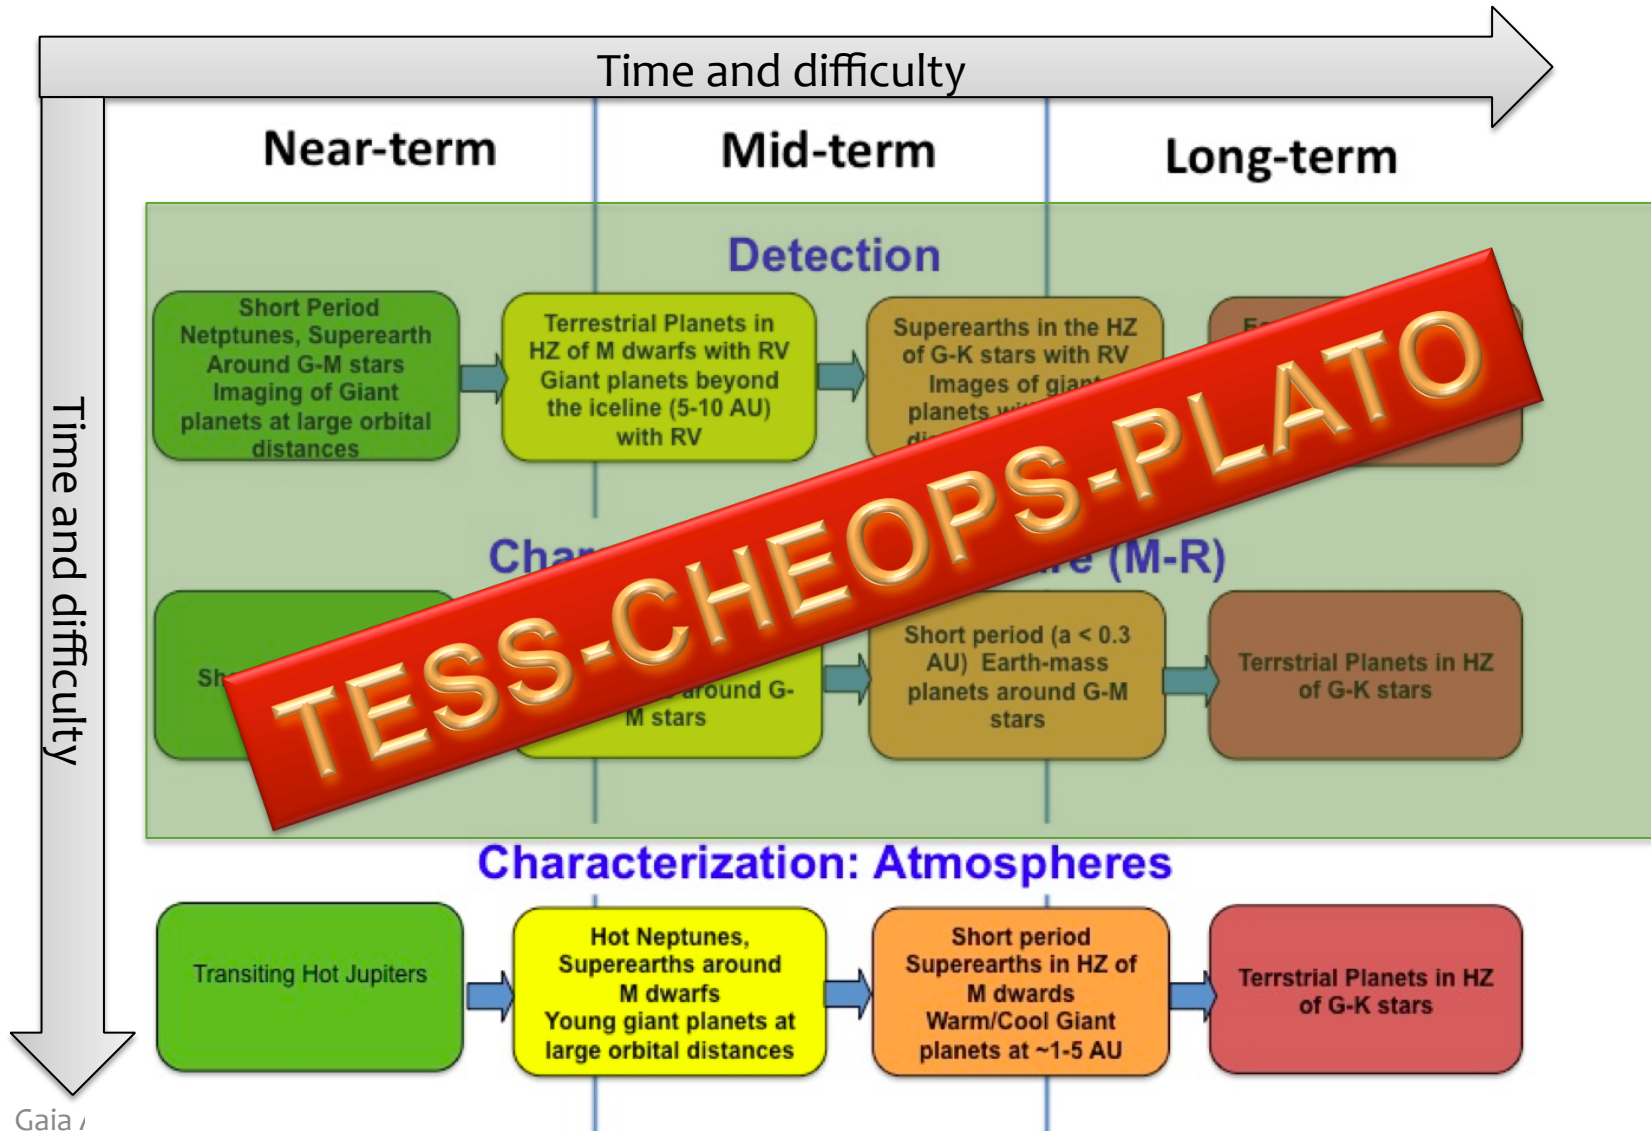 Time and difficulty
Near-term
Mid-term
Long-term
Time and difficulty
Detection
Short Period
Netptunes, Superearth
Around G-M stars
Imaging of Giant
planets at large orbital
distances
Terrestrial Planets in
HZ of M dwarfs with RV
Giant planets beyond
the iceline (5-10 AU)
with RV
Superearths in the HZ
of G-K stars with RV
Images of giant
planets
TESS-CHEOPS-PLATO
(M-R)
around G-
M stars
Short period (a < 0.3
AU) Earth-mass
planets around G-M
stars
Terrstrial Planets in HZ
of G-K stars
Characterization: Atmospheres
Transiting Hot Jupiters
Hot Neptunes,
Superearths around
M dwarfs
Young giant planets at
large orbital distances
Short period
Superearths in HZ of
M dwards
Warm/Cool Giant
planets at ~1-5 AU
Terrstrial Planets in HZ
of G-K stars
Gaia